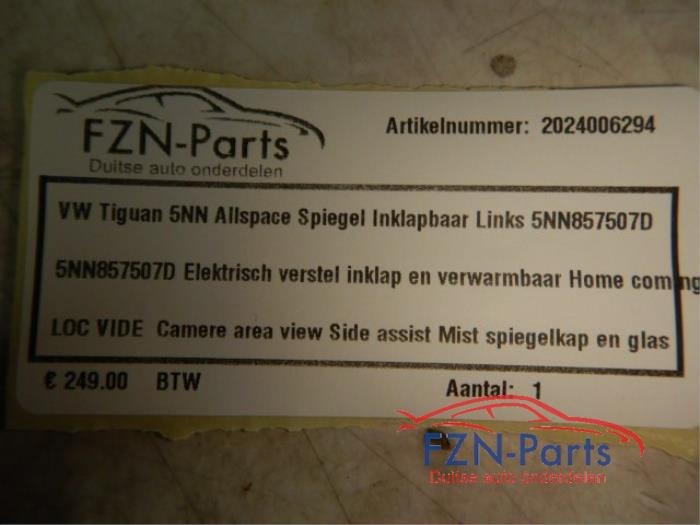 FZN-Parts
Duitse auto onderdelen
Artikelnummer: 2024006294
VW Tiguan 5NN Allspace Spiegel Inklapbaar Links 5NN857507D
5NN857507D Elektrisch verstel inklap en verwarmbaar Home coming
LOC VIDE Camere area view Side assist Mist spiegelkap en glas
€ 249.00 BTW
Aantal: 1
FZN-Parts
Duitse auto onderdelen